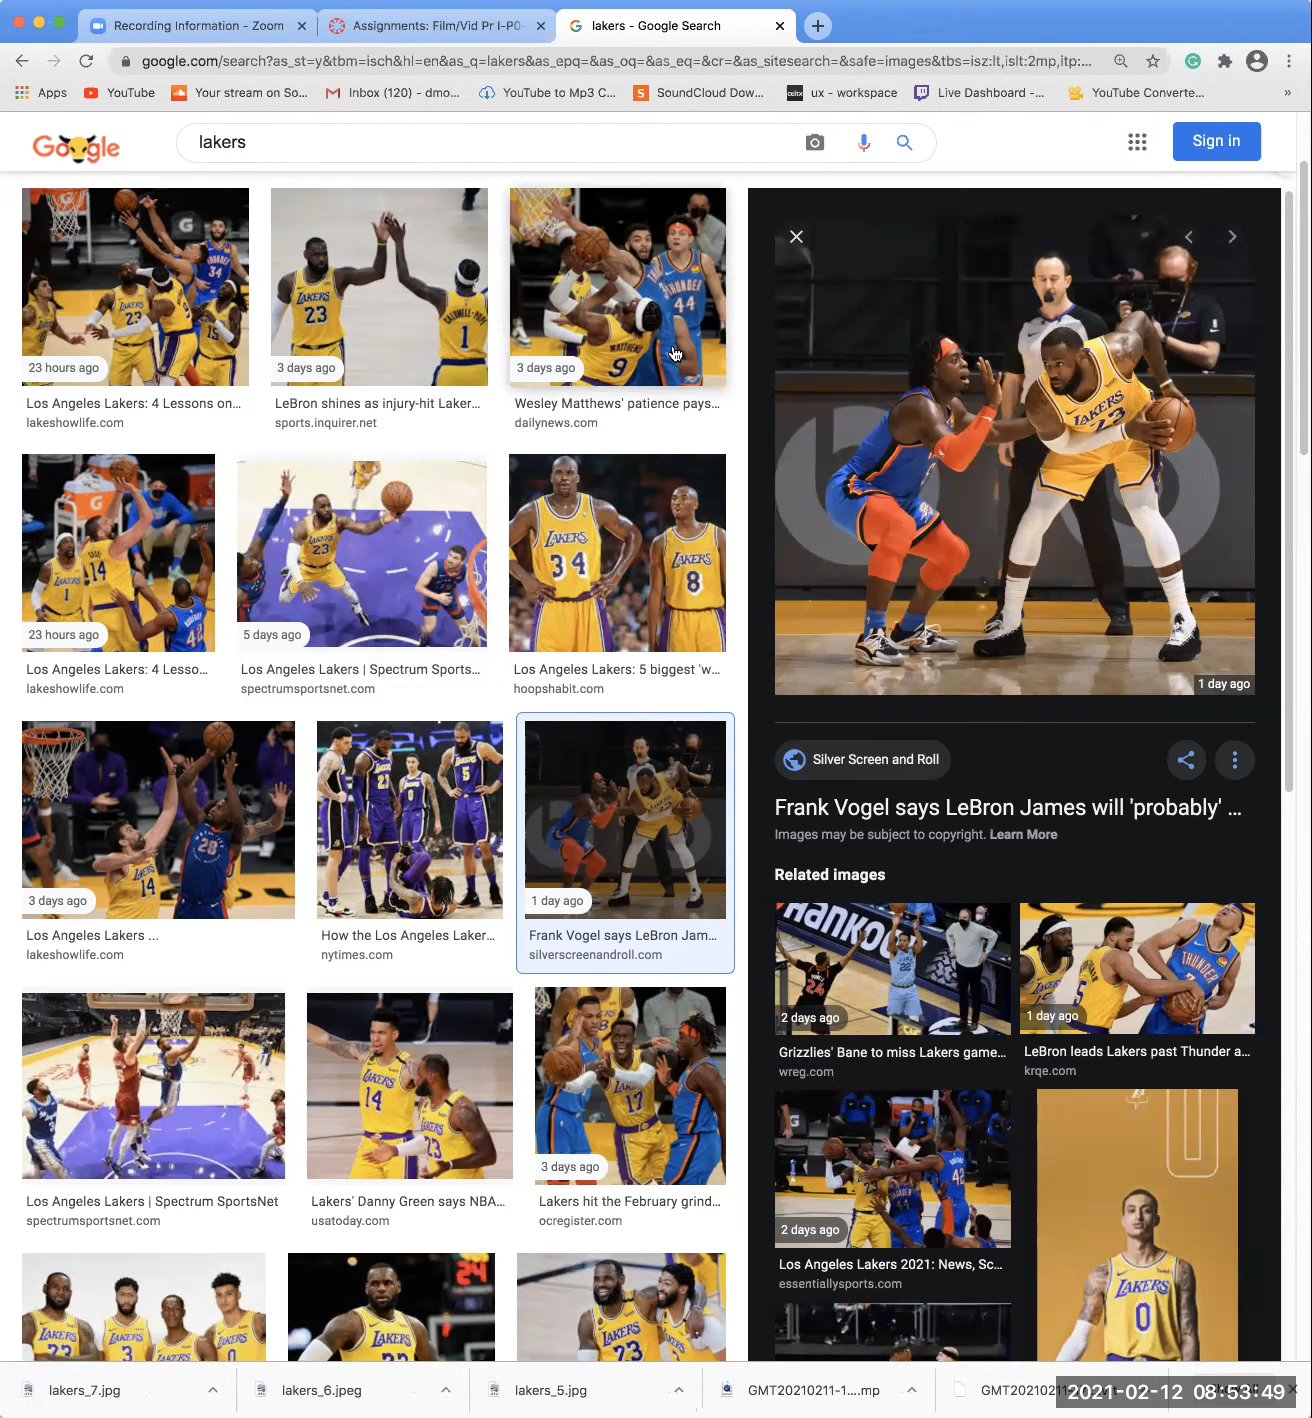 Recording Information - Zoom
Assignments: Film/Vid Pr I-P0-
lakers - Google Search
google.com/search?as_st=y&tbm=isch&hl=en&as_q=lakers&as_epq=&as_oq=&as_eq=&cr=&as_sitesearch=&safe=images&tbs=isz:lt,islt:2mp,itp:...
Apps
YouTube
Your stream on So...
Inbox (120) - dmo...
YouTube to Mp3 C...
SoundCloud Dow...
celtx
ux - workspace
Live Dashboard -...
YouTube Converte...
»
Google
lakers
Sign in
23 hours ago
Los Angeles Lakers: 4 Lessons on...
lakeshowlife.com
3 days ago
LeBron shines as injury-hit Laker...
sports.inquirer.net
3 days ago
Wesley Matthews' patience pays...
dailynews.com
23 hours ago
Los Angeles Lakers: 4 Lesso...
lakeshowlife.com
5 days ago
Los Angeles Lakers | Spectrum Sports...
spectrumsportsnet.com
Los Angeles Lakers: 5 biggest 'w...
hoopshabit.com
3 days ago
Los Angeles Lakers ...
lakeshowlife.com
How the Los Angeles Laker...
nytimes.com
1 day ago
Frank Vogel says LeBron Jam...
silverscreenandroll.com
Los Angeles Lakers | Spectrum SportsNet
spectrumsportsnet.com
Lakers' Danny Green says NBA...
usatoday.com
3 days ago
Lakers hit the February grind...
ocregister.com
LAKERS
23
1 day ago
Silver Screen and Roll
Frank Vogel says LeBron James will 'probably' ...
Images may be subject to copyright. Learn More
Related images
2 days ago
Grizzlies' Bane to miss Lakers game...
wreg.com
1 day ago
LeBron leads Lakers past Thunder a...
krqe.com
2 days ago
Los Angeles Lakers 2021: News, Sc...
essentiallysports.com
LAKERS
0
lakers_7.jpg
lakers_6.jpeg
lakers_5.jpg
GMT20210211-1....mp
2021-02-12 08:53:49